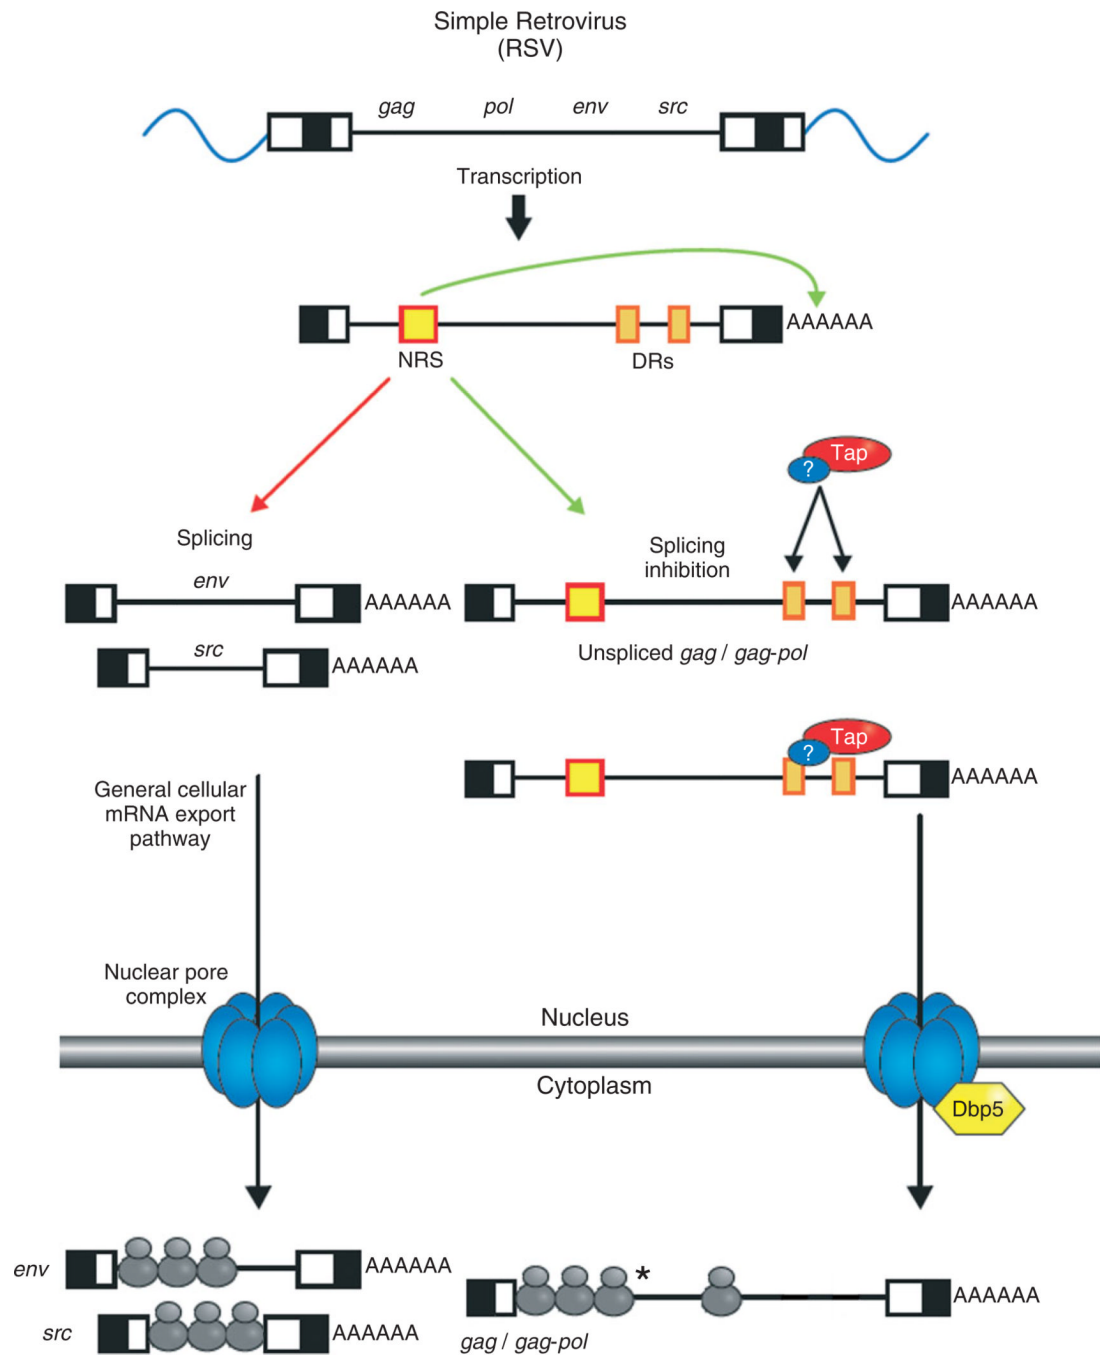 Simple Retrovirus
(RSV)
gag pol env src
Transcription
AAAAAA
NRS DRs
Tap
?
Splicing
Splicing
inhibition
env
AAAAAA
AAAAAA
src
AAAAAA
Unspliced gag / gag-pol
Tap
?
AAAAAA
General cellular
mRNA export
pathway
Nuclear pore
complex
Nucleus
Cytoplasm
Dbp5
env
AAAAAA
*
AAAAAA
src
AAAAAA
gag / gag-pol